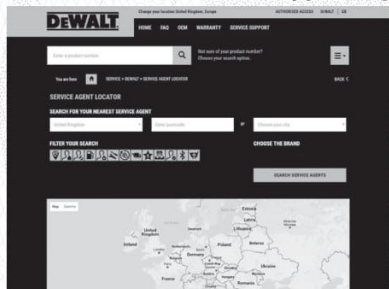 Change your location United Kingdom, Europe
AUTHORISED ACCESS DEWALT | GB
DEWALT
HOME FAQ OEM WARRANTY SERVICE SUPPORT
Enter a product number
Not sure of your product number?
Choose your search option.
You are here SERVICE > DEWALT > SERVICE AGENT LOCATOR
BACK
SERVICE AGENT LOCATOR
SEARCH FOR YOUR NEAREST SERVICE AGENT
United Kingdom
Enter postcode
or
Choose your city
FILTER YOUR SEARCH
CHOOSE THE BRAND
SEARCH SERVICE AGENTS
Map Satellite
Estonia
Latvia
Lithuania
United Kingdom
Ireland
Poland
Belarus
Germany
Ukraine
France
Hungary
Romania